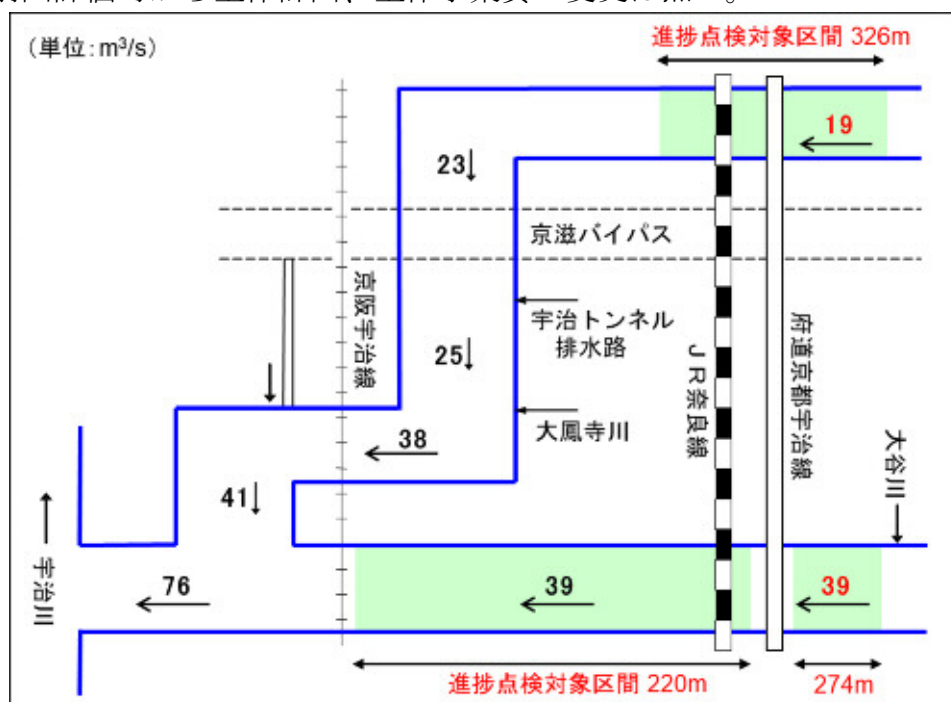 （単位：m³/s）
進捗点検対象区間 326m
19
23
京滋バイパス
京阪宇治線
宇治トンネル
排水路
25
JR奈良線
府道京都宇治線
大鳳寺川
38
大谷川
41
宇治川
76
39
39
進捗点検対象区間 220m
274m